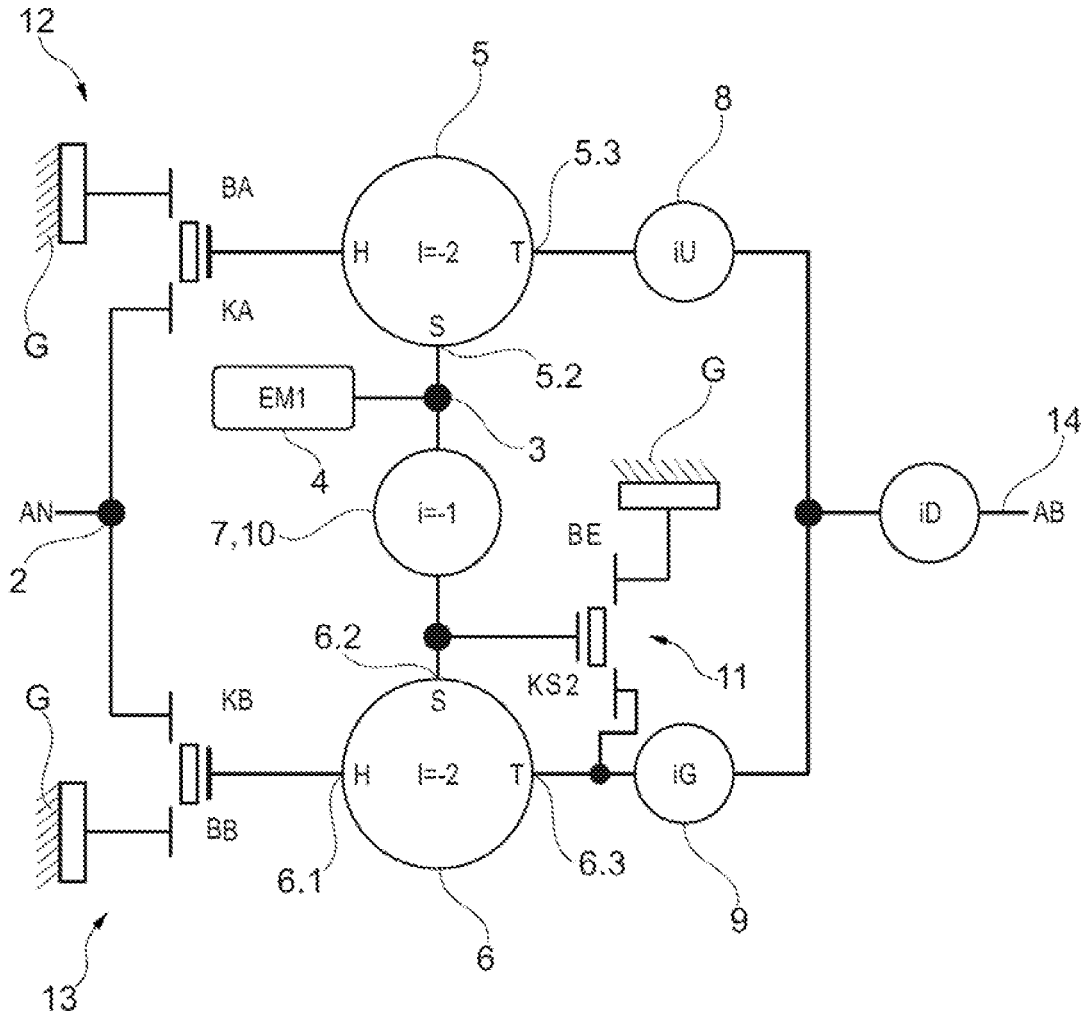 12
5
8
5.3
BA
H
I=-2
T
iU
KA
S
G
5.2
EM1
G
4
3
14
AN
i=-1
iD
AB
7,10
BE
2
6.2
KS2
11
G
KB
S
H
I=-2
T
iG
BB
6.1
6.3
6
9
13